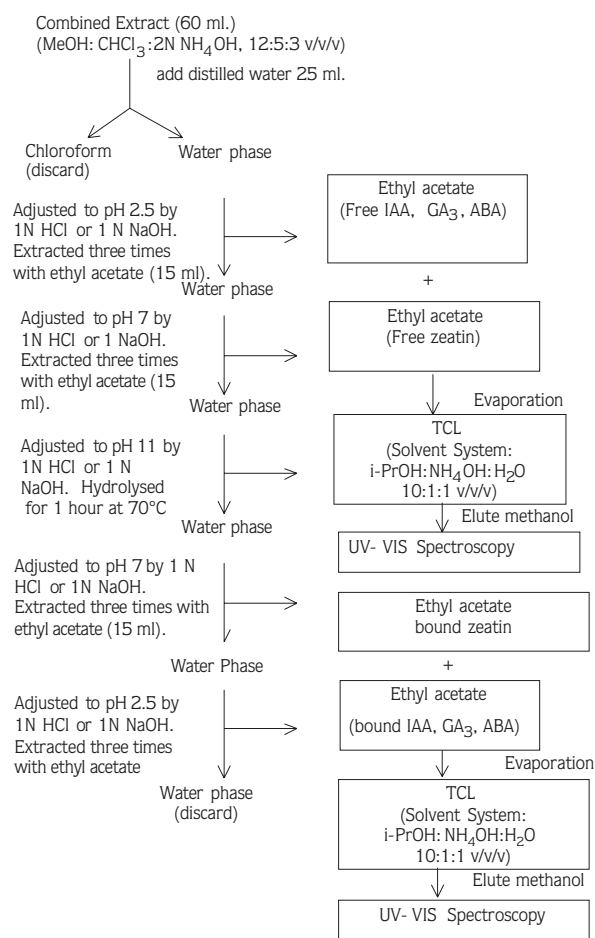 Combined Extract (60 ml.)
(MeOH: CHCl3:2N NH4OH, 12:5:3 v/v/v)
add distilled water 25 ml.
Chloroform
(discard)
Water phase
Adjusted to pH 2.5 by
1N HCl or 1 N NaOH.
Extracted three times
with ethyl acetate (15 ml).
Ethyl acetate
(Free IAA, GA3, ABA)
Water phase
+
Adjusted to pH 7 by
1N HCl or 1 NaOH.
Extracted three times
with ethyl acetate (15
ml).
Ethyl acetate
(Free zeatin)
Water phase
Evaporation
Adjusted to pH 11 by
1N HCl or 1 N
NaOH. Hydrolysed
for 1 hour at 70°C
TCL
(Solvent System:
i-PrOH:NH4OH:H2O
10:1:1 v/v/v)
Water phase
Elute methanol
UV- VIS Spectroscopy
Adjusted to pH 7 by 1 N
HCl or 1N NaOH.
Extracted three times with
ethyl acetate (15 ml).
Ethyl acetate
bound zeatin
Water Phase
+
Adjusted to pH 2.5 by
1N HCl or 1N NaOH.
Extracted three times
with ethyl acetate
Ethyl acetate
(bound IAA, GA3, ABA)
Water phase
(discard)
Evaporation
TCL
(Solvent System:
i-PrOH: NH4OH:H2O
10:1:1 v/v/v)
Elute methanol
UV- VIS Spectroscopy